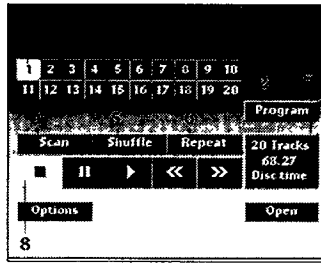 1 2 3 4 5 6 7 8 9 10
11 12 13 14 15 16 17 18 19 20
Program
Scan Shuffle Repeat
20 Tracks
68.27
Disc time
Options
Open
8